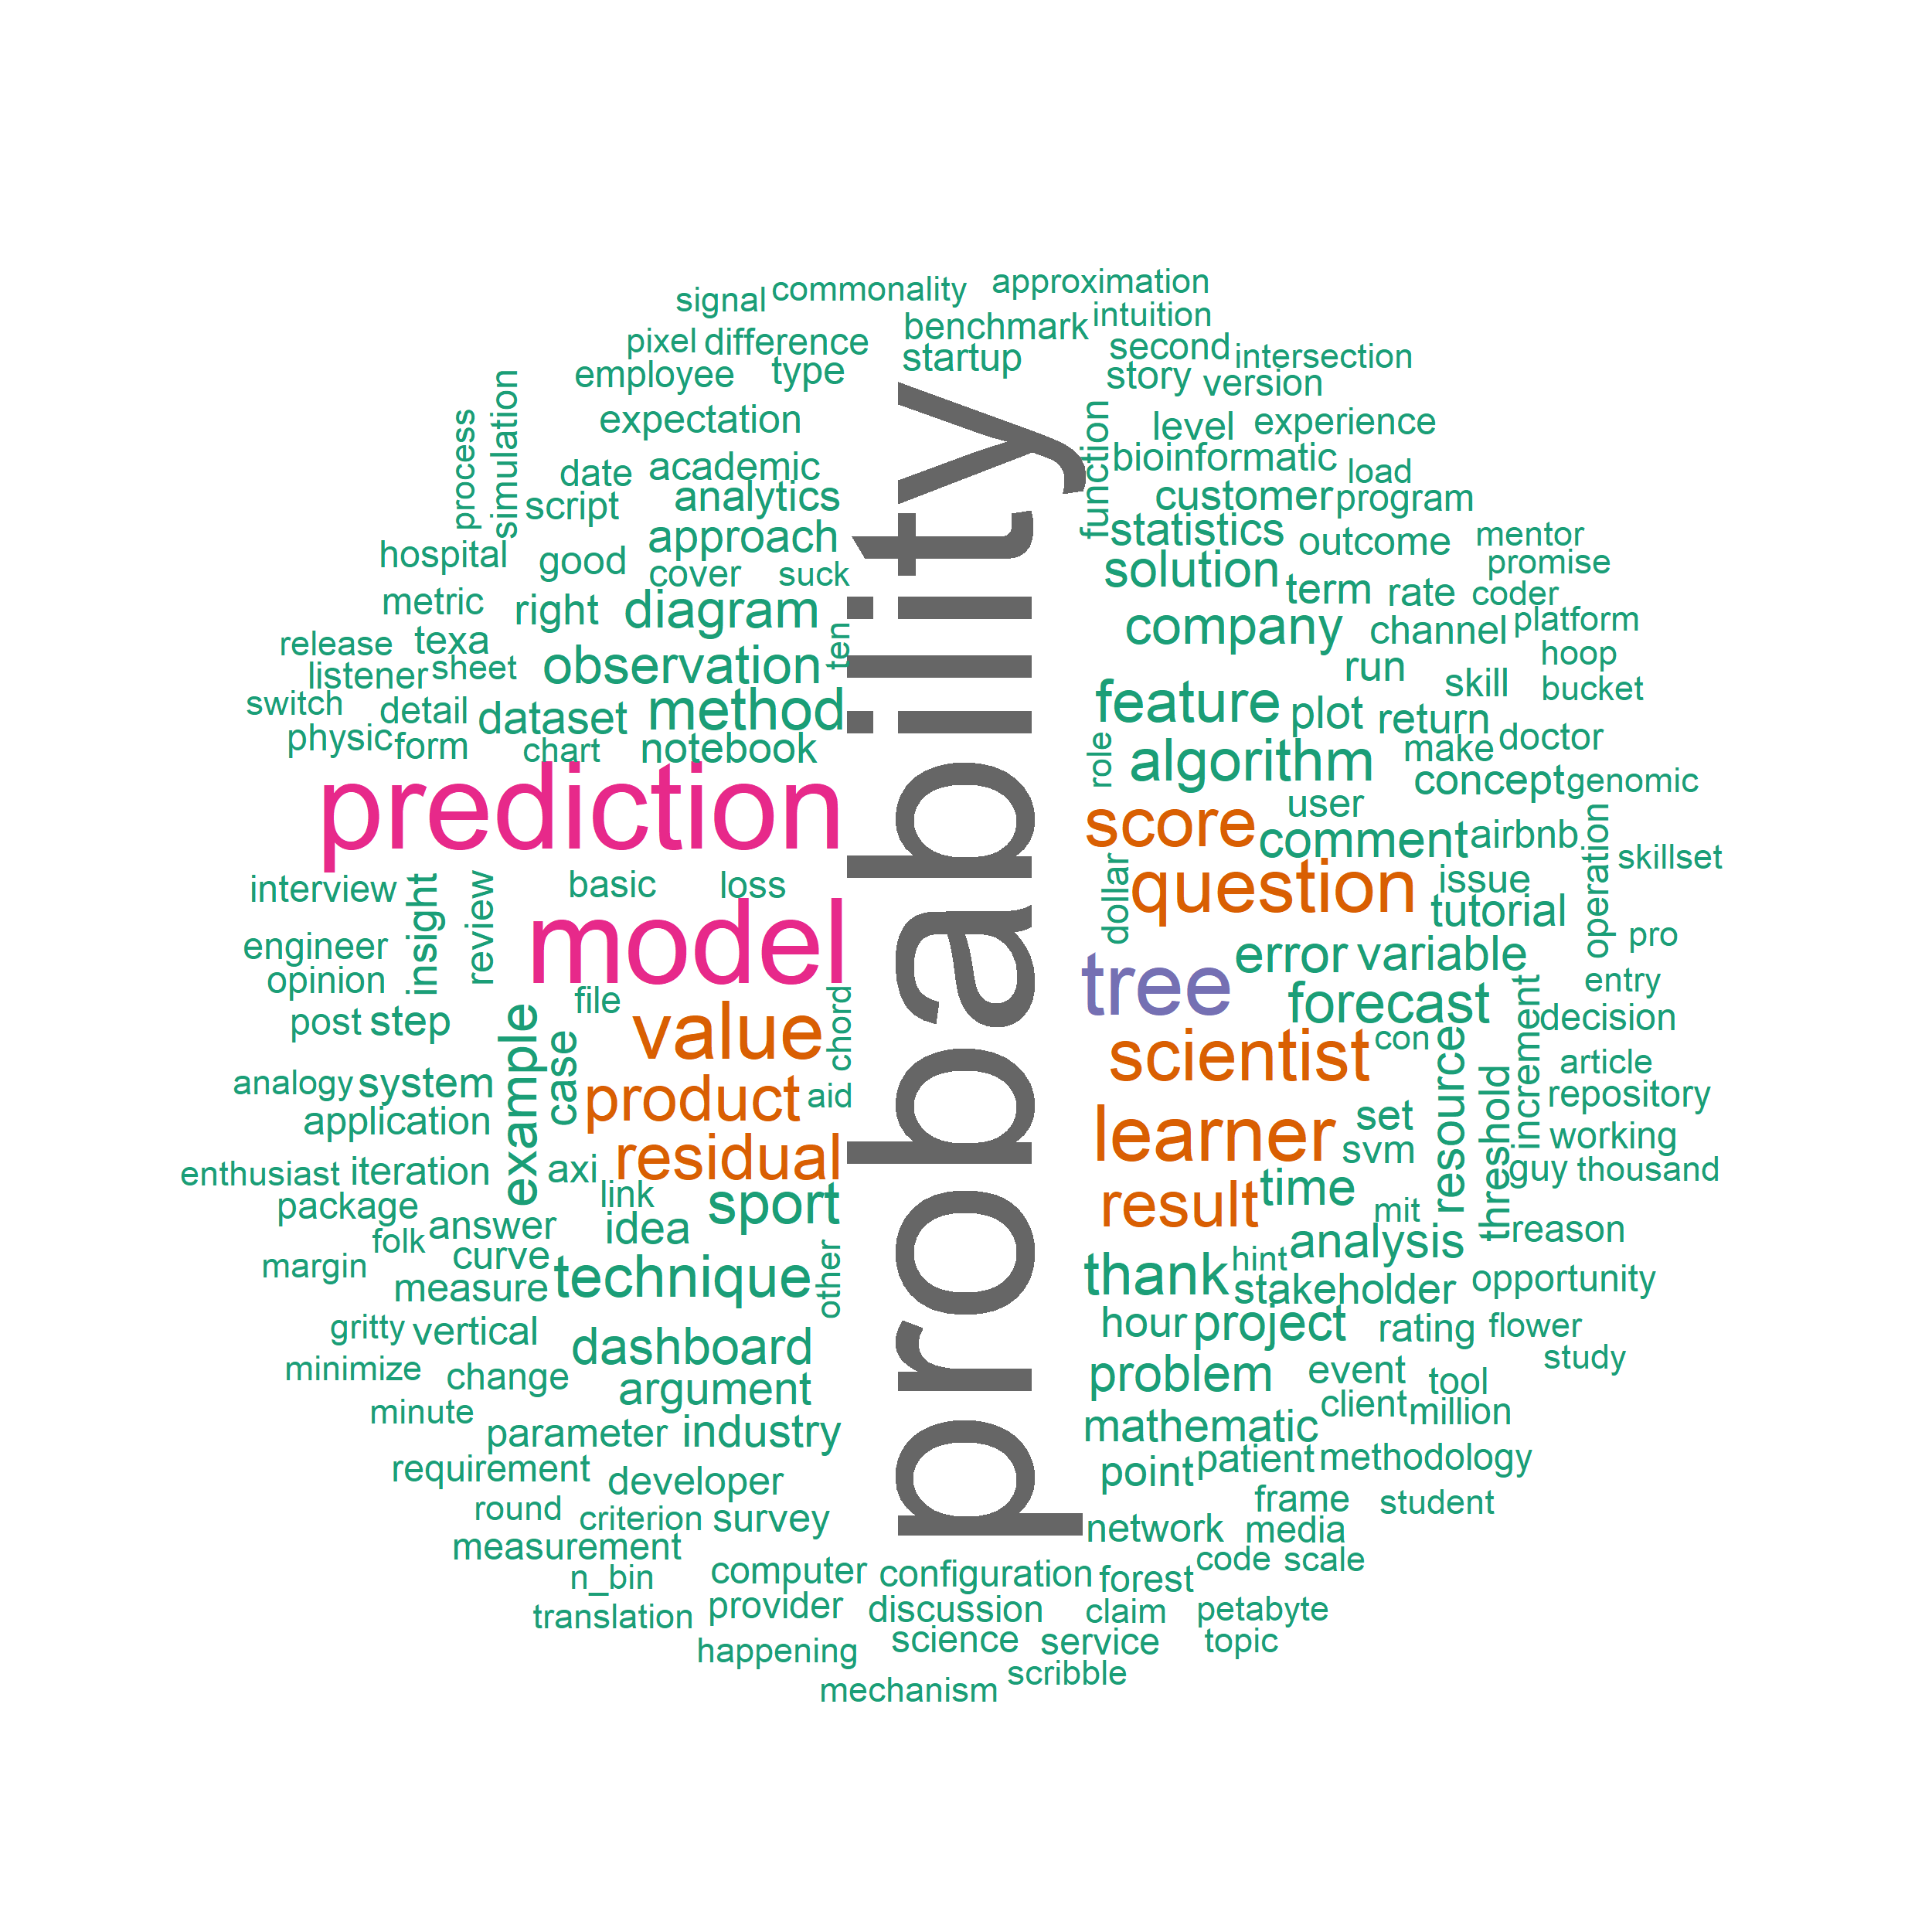 approximation
signal commonality
intuition
benchmark
pixel difference
second intersection
startup
employee type
story version
expectation
level experience
process
simulation
function
bioinformatic
date academic
load
analytics
customer program
script
statistics outcome mentor
approach
hospital good
promise
cover suck
solution
term rate coder
metric right diagram
company channel platform
release texa
ten
hoop
listener sheet observation
run skill bucket
switch detail dataset method
feature plot return
physic form chart notebook
role
algorithm make doctor
concept genomic
prediction
probability
user
score comment airbnb
operation
skillset
interview
insight
review
basic loss
dollar
question issue
tutorial
engineer
model
error variable
pro
opinion
tree
entry
post step
file
value
chord
forecast
increment
decision
example
case
scientist con
resource
threshold
article
analogy system
product aid
repository
application
learner set
working
svm
enthusiast iteration
axi
residual
guy thousand
package
link
sport
result time
mit
answer
idea
reason
folk
curve
analysis
margin
measure technique
other
thank hint
stakeholder opportunity
gritty vertical
hour project rating flower
dashboard
study
minimize change
argument
problem event tool
client million
minute
parameter industry
mathematic
requirement
developer
point patient methodology
round
criterion survey
frame student
measurement
network media
n_bin
computer configuration forest
code scale
translation provider discussion claim petabyte
happening science service topic
scribble
mechanism